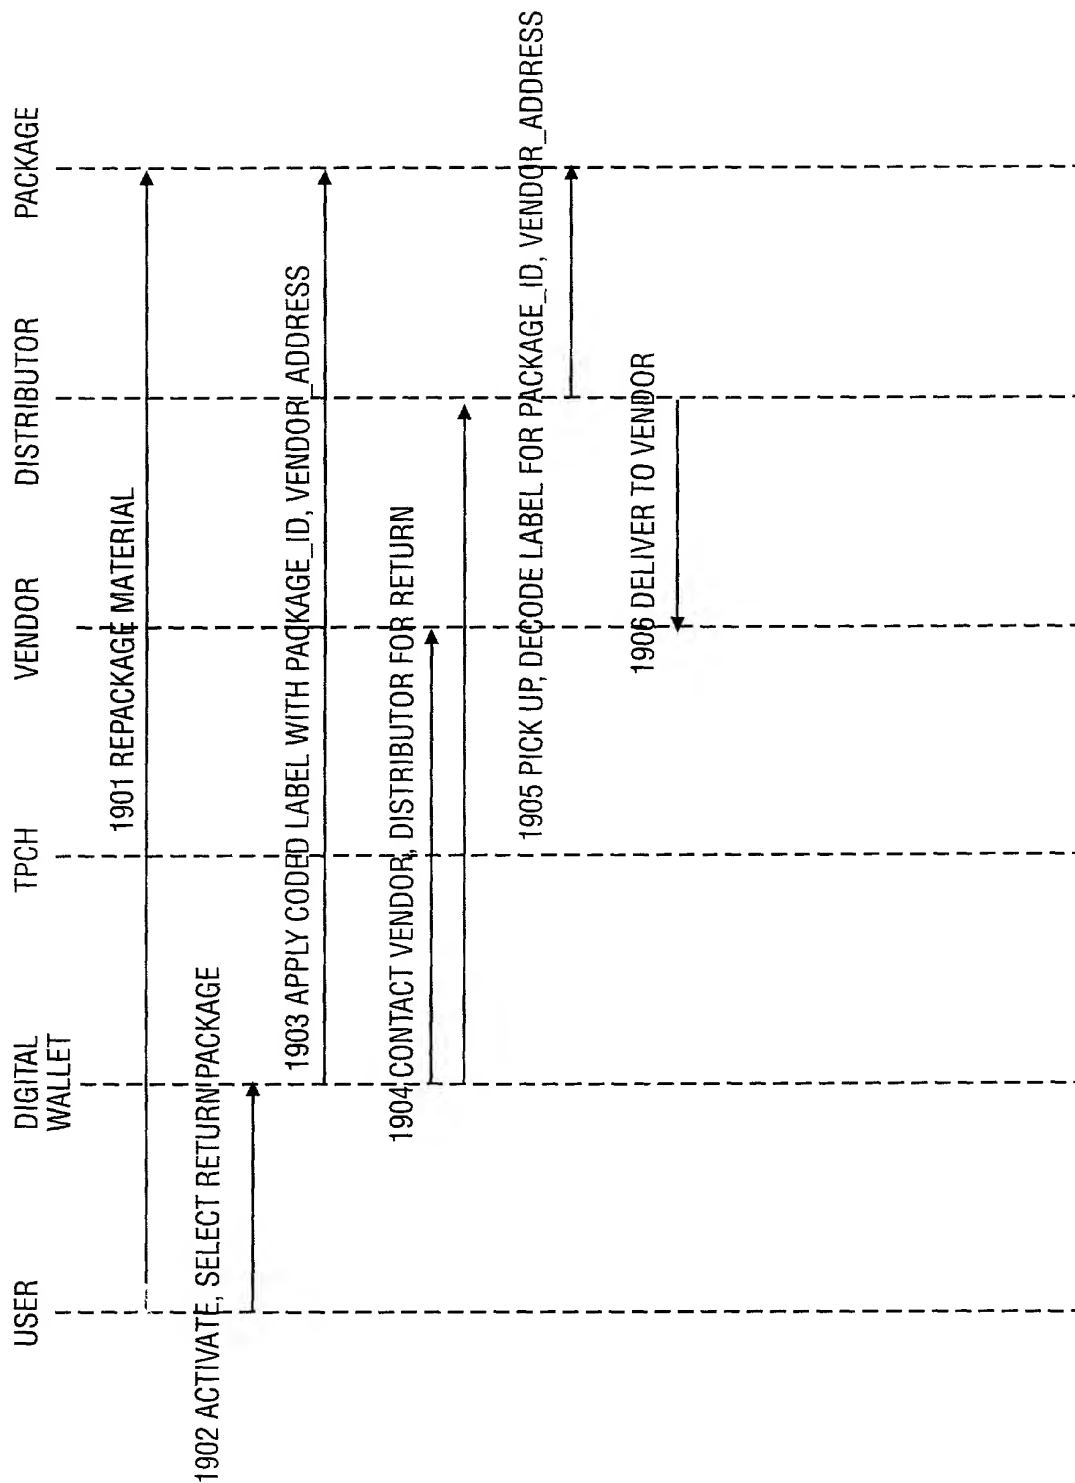 USER
DIGITAL
WALLET
TPCH
VENDOR
DISTRIBUTOR
PACKAGE
1901 REPACKAGE MATERIAL
1902 ACTIVATE, SELECT RETURN PACKAGE
1903 APPLY CODED LABEL WITH PACKAGE_ID, VENDOR_ADDRESS
1904 CONTACT VENDOR, DISTRIBUTOR FOR RETURN
1905 PICK UP, DECODE LABEL FOR PACKAGE_ID, VENDOR_ADDRESS
1906 DELIVER TO VENDOR